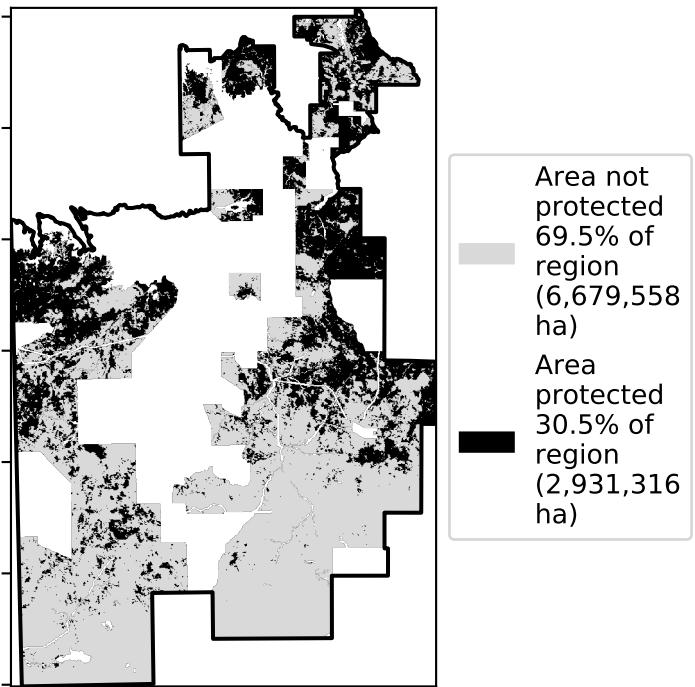 Area not
protected
69.5% of
region
(6,679,558
ha)
Area
protected
30.5% of
region
(2,931,316
ha)